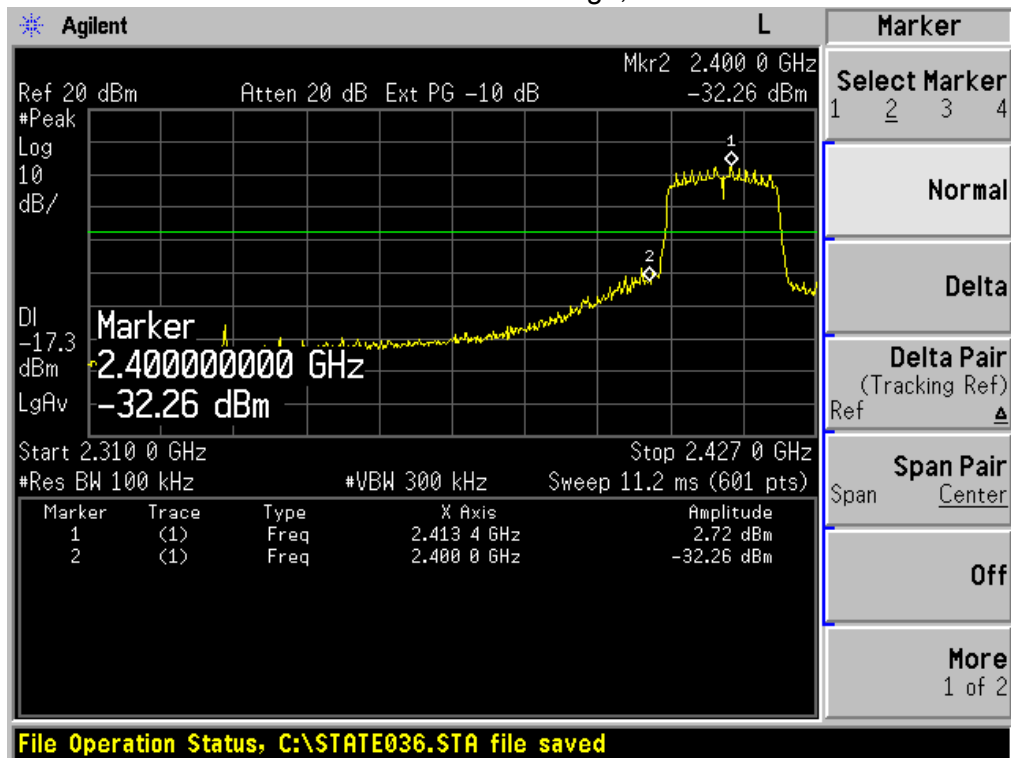 Agilent L
Mkr2 2.400 0 GHz
Ref 20 dBm Atten 20 dB Ext PG -10 dB -32.26 dBm
#Peak
Log
10
dB/
1
2
DI
-17.3
dBm
LgAv
Marker
2.400000000 GHz
-32.26 dBm
Start 2.310 0 GHz Stop 2.427 0 GHz
#Res BW 100 kHz #VBW 300 kHz Sweep 11.2 ms (601 pts)
Marker Trace Type X Axis Amplitude
1 (1) Freq 2.413 4 GHz 2.72 dBm
2 (1) Freq 2.400 0 GHz -32.26 dBm
File Operation Status, C:\STATE036.STA file saved
Marker
Select Marker
1 2 3 4
Normal
Delta
Delta Pair
(Tracking Ref)
Ref Δ
Span Pair
Span Center
Off
More
1 of 2